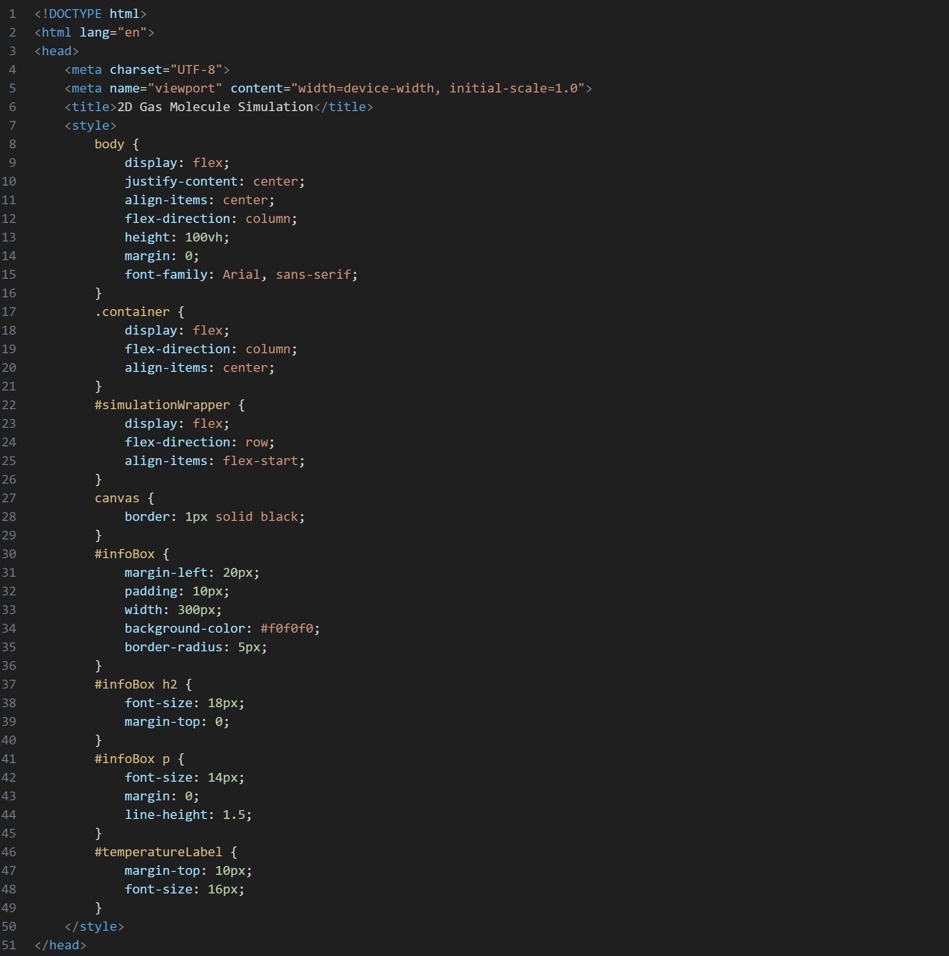 1 <!DOCTYPE html>
2 <html lang="en">
3 <head>
4     <meta charset="UTF-8">
5     <meta name="viewport" content="width=device-width, initial-scale=1.0">
6     <title>2D Gas Molecule Simulation</title>
7     <style>
8         body {
9             display: flex;
10             justify-content: center;
11             align-items: center;
12             flex-direction: column;
13             height: 100vh;
14             margin: 0;
15             font-family: Arial, sans-serif;
16         }
17         .container {
18             display: flex;
19             flex-direction: column;
20             align-items: center;
21         }
22         #simulationWrapper {
23             display: flex;
24             flex-direction: row;
25             align-items: flex-start;
26         }
27         canvas {
28             border: 1px solid black;
29         }
30         #infoBox {
31             margin-left: 20px;
32             padding: 10px;
33             width: 300px;
34             background-color: #f0f0f0;
35             border-radius: 5px;
36         }
37         #infoBox h2 {
38             font-size: 18px;
39             margin-top: 0;
40         }
41         #infoBox p {
42             font-size: 14px;
43             margin: 0;
44             line-height: 1.5;
45         }
46         #temperatureLabel {
47             margin-top: 10px;
48             font-size: 16px;
49         }
50     </style>
51 </head>